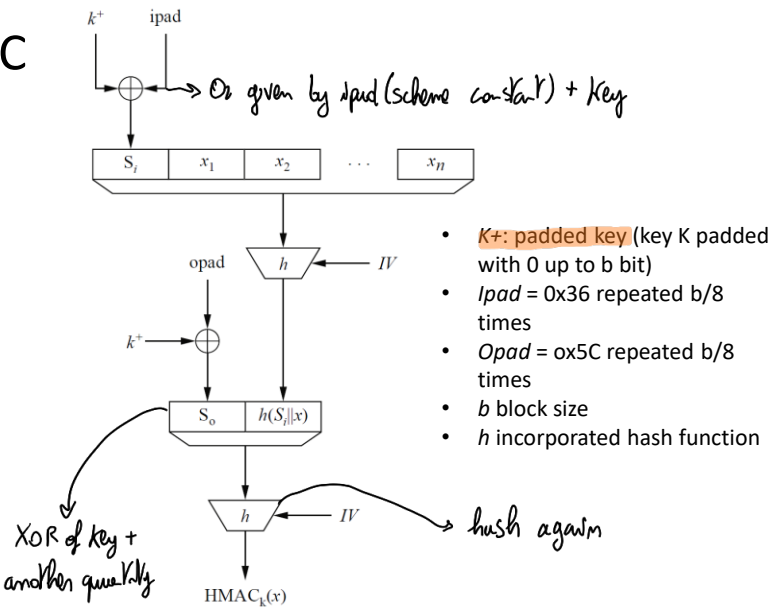 C
k+ ipad
Or given by ipad (scheme constant) + key
Si x1 x2 ... xn
h IV
opad
k+
So h(Si||x)
h IV
HMACk(x)
XOR of key +
another quantity
hash again
• K+: padded key (key K padded
with 0 up to b bit)
• Ipad = 0x36 repeated b/8
times
• Opad = ox5C repeated b/8
times
• b block size
• h incorporated hash function